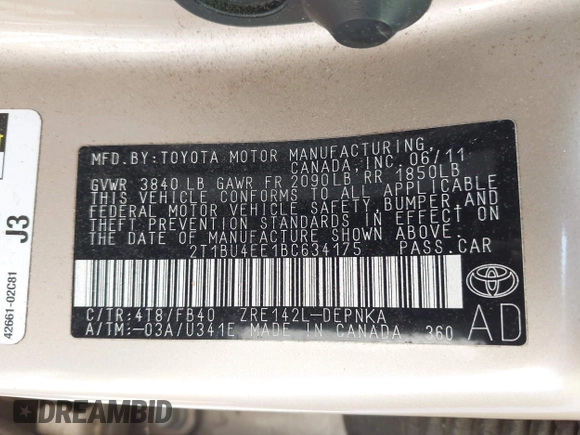 MFD.BY:TOYOTA MOTOR MANUFACTURING,
CANADA,INC.06/11
GVWR 3840 LB GAWR FR 2090LB,RR 1850LB
THIS VEHICLE CONFORMS TO ALL APPLICABLE
FEDERAL MOTOR VEHICLE SAFETY, BUMPER,AND
THEFT PREVENTION STANDARDS IN EFFECT ON
THE DATE OF MANUFACTURE SHOWN ABOVE.
2T1BU4EE1BC634175 PASS.CAR
C/TR:4T8/FB40 ZRE142L-DEPNKA
A/TM:-03A/U341E MADE IN CANADA 360
TOYOTA
AD
J3
42661-02C81
DREAMBID